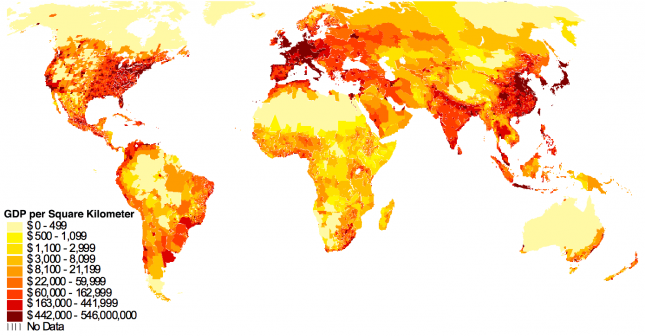 GDP per Square Kilometer
$ 0 - 499
$ 500 - 1,099
$ 1,100 - 2,999
$ 3,000 - 8,099
$ 8,100 - 21,199
$ 22,000 - 59,999
$ 60,000 - 162,999
$ 163,000 - 441,999
$ 442,000 - 546,000,000
No Data